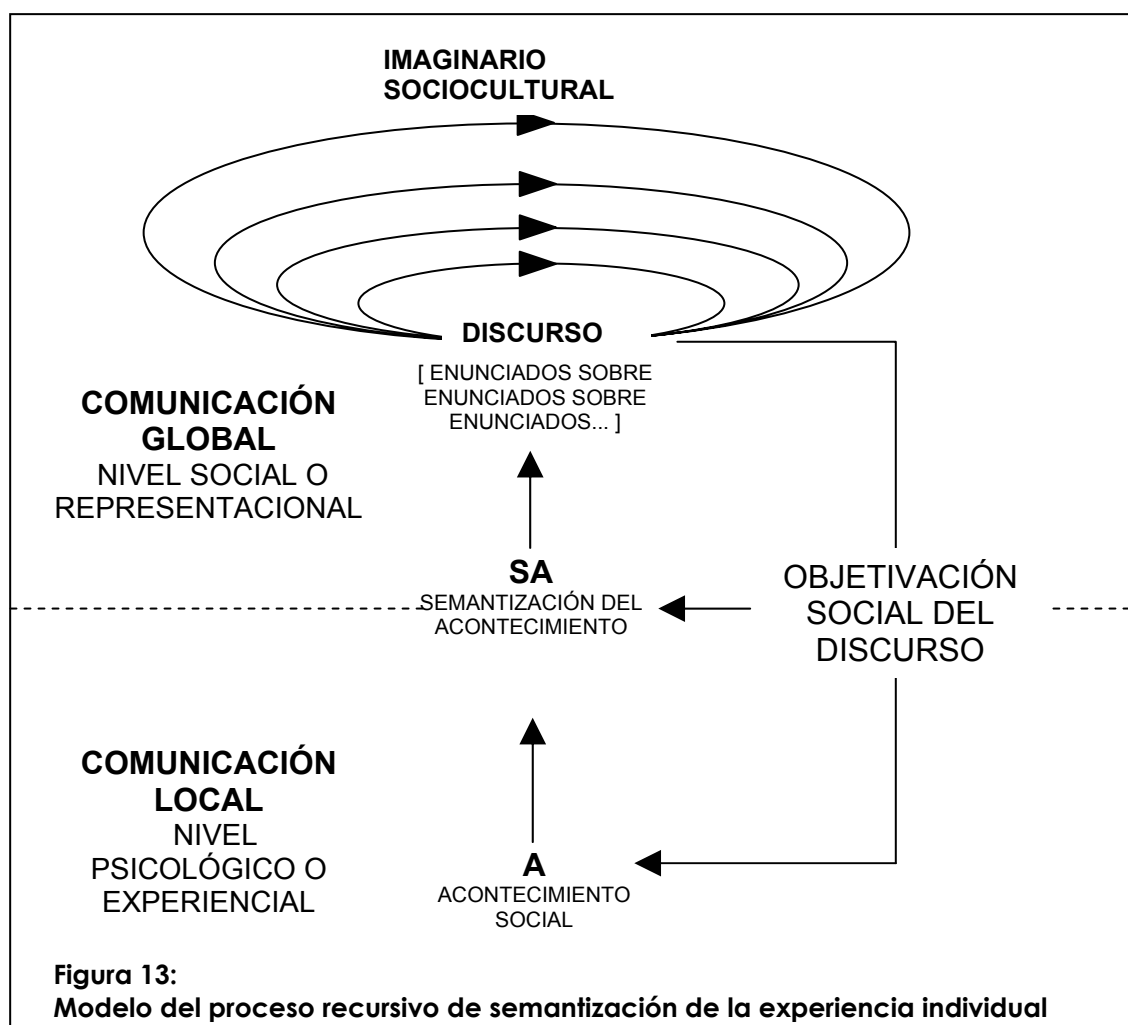 IMAGINARIO
SOCIOCULTURAL
DISCURSO
[ ENUNCIADOS SOBRE
ENUNCIADOS SOBRE
ENUNCIADOS... ]
COMUNICACIÓN
GLOBAL
NIVEL SOCIAL O
REPRESENTACIONAL
SA
SEMANTIZACIÓN DEL
ACONTECIMIENTO
OBJETIVACIÓN
SOCIAL DEL
DISCURSO
COMUNICACIÓN
LOCAL
NIVEL
PSICOLÓGICO O
EXPERIENCIAL
A
ACONTECIMIENTO
SOCIAL
Figura 13:
Modelo del proceso recursivo de semantización de la experiencia individual